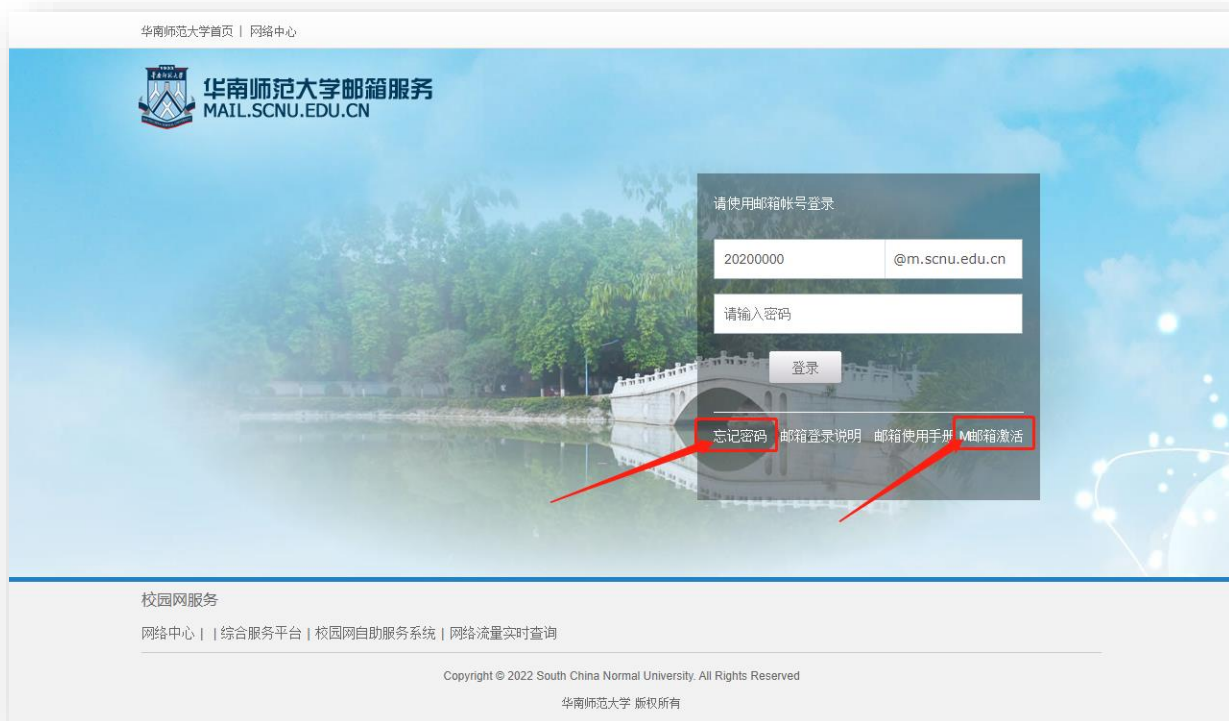 华南师范大学首页 | 网络中心
华南师范大学邮箱服务
MAIL.SCNU.EDU.CN
请使用邮箱帐号登录
20200000 @m.scnu.edu.cn
请输入密码
登录
忘记密码 邮箱登录说明 邮箱使用手册 M邮箱激活
校园网服务
网络中心 | | 综合服务平台 | 校园网自助服务系统 | 网络流量实时查询
Copyright © 2022 South China Normal University. All Rights Reserved
华南师范大学 版权所有